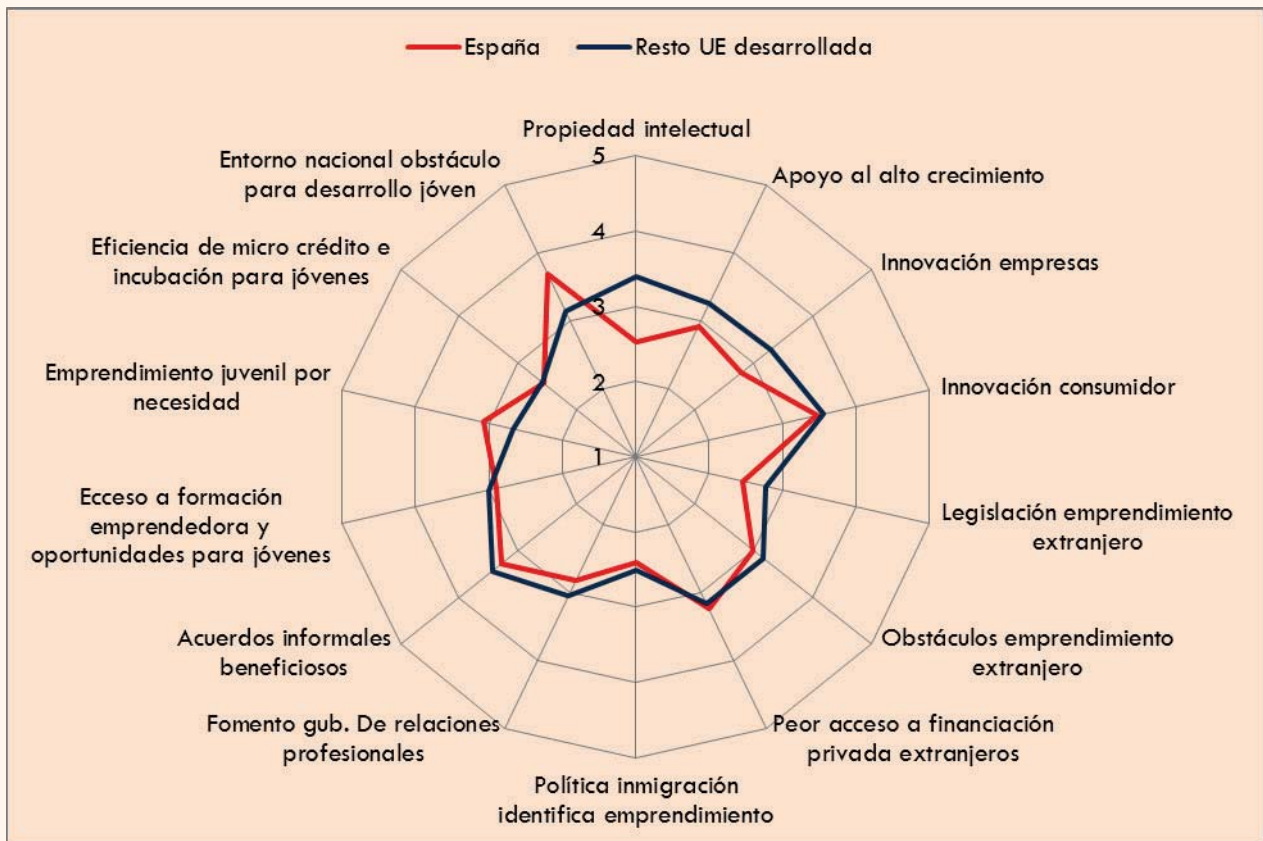 España
Resto UE desarrollada
Propiedad intelectual
Apoyo al alto crecimiento
Innovación empresas
Innovación consumidor
Legislación emprendimiento
extranjero
Obstáculos emprendimiento
extranjero
Peor acceso a financiación
privada extranjeros
Política inmigración
identifica emprendimiento
Fomento gub. De relaciones
profesionales
Acuerdos informales
beneficiosos
Ecceso a formación
emprendedora y
oportunidades para jóvenes
Emprendimiento juvenil por
necesidad
Eficiencia de micro crédito e
incubación para jóvenes
Entorno nacional obstáculo
para desarrollo jóven
5
4
3
2
1